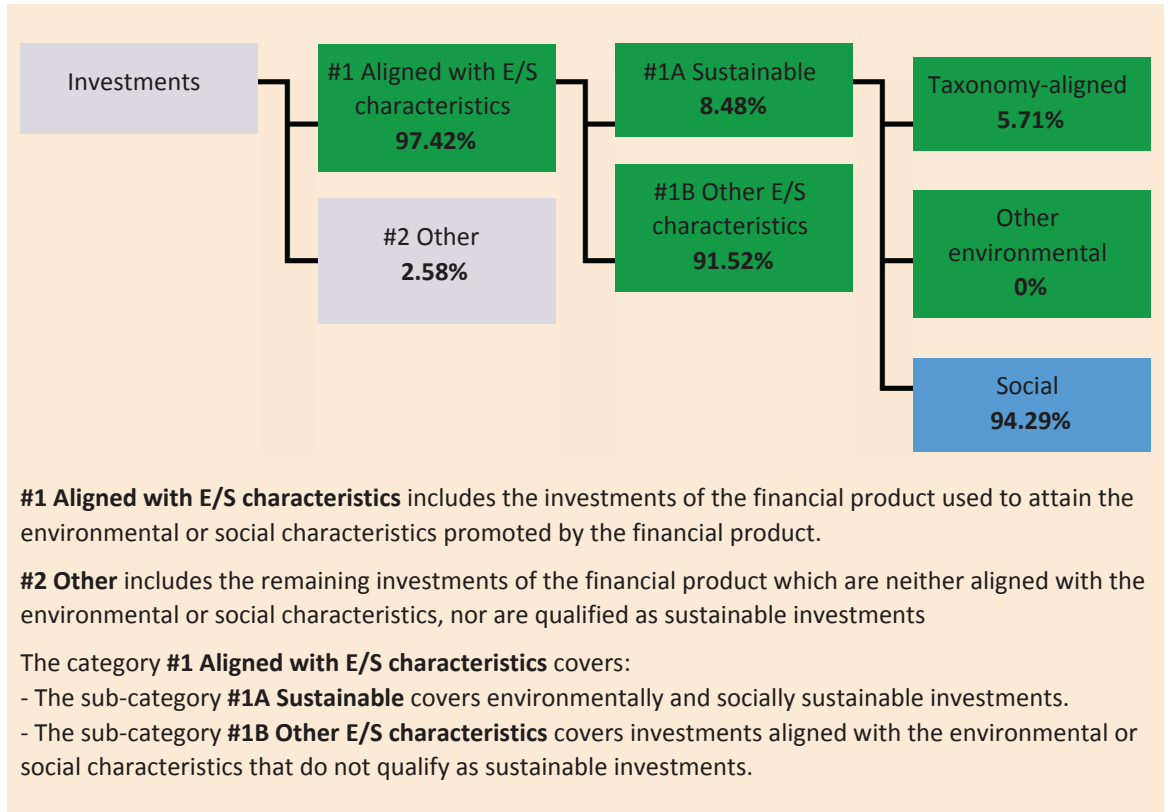 Investments
#1 Aligned with E/S
characteristics
97.42%
#2 Other
2.58%
#1A Sustainable
8.48%
#1B Other E/S
characteristics
91.52%
Taxonomy-aligned
5.71%
Other
environmental
0%
Social
94.29%
#1 Aligned with E/S characteristics includes the investments of the financial product used to attain the
environmental or social characteristics promoted by the financial product.
#2 Other includes the remaining investments of the financial product which are neither aligned with the
environmental or social characteristics, nor are qualified as sustainable investments
The category #1 Aligned with E/S characteristics covers:
- The sub-category #1A Sustainable covers environmentally and socially sustainable investments.
- The sub-category #1B Other E/S characteristics covers investments aligned with the environmental or
social characteristics that do not qualify as sustainable investments.